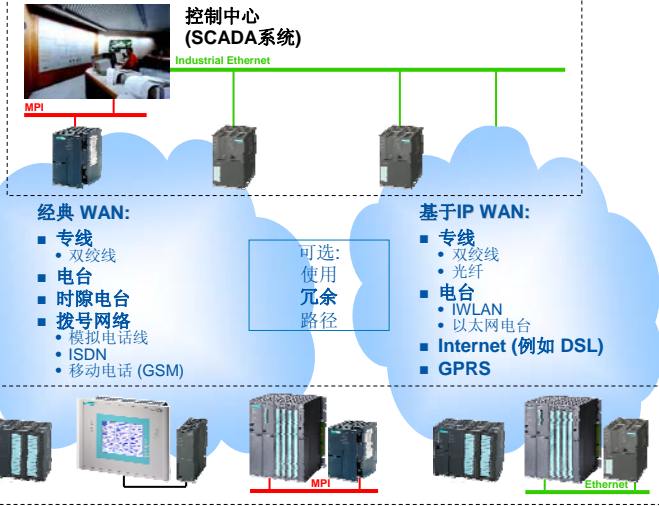 控制中心
(SCADA系统)
Industrial Ethernet
MPI
经典 WAN:
■ 专线
• 双绞线
■ 电台
■ 时隙电台
■ 拨号网络
• 模拟电话线
• ISDN
• 移动电话 (GSM)
可选:
使用
冗余
路径
基于IP WAN:
■ 专线
• 双绞线
• 光纤
■ 电台
• IWLAN
• 以太网电台
■ Internet (例如 DSL)
■ GPRS
MPI
Ethernet